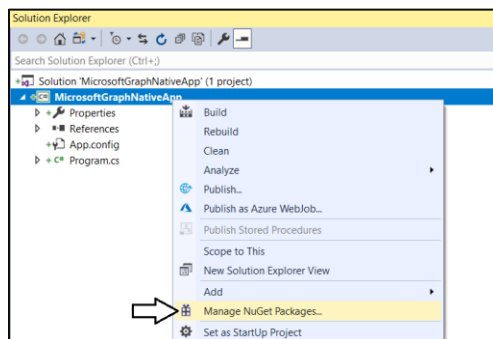 Solution Explorer
Search Solution Explorer (Ctrl+;)
Solution 'MicrosoftGraphNativeApp' (1 project)
MicrosoftGraphNativeApp
Properties
References
App.config
C# Program.cs
Build
Rebuild
Clean
Analyze
Publish...
Publish as Azure WebJob...
Publish Stored Procedures
Scope to This
New Solution Explorer View
Add
Manage NuGet Packages...
Set as StartUp Project